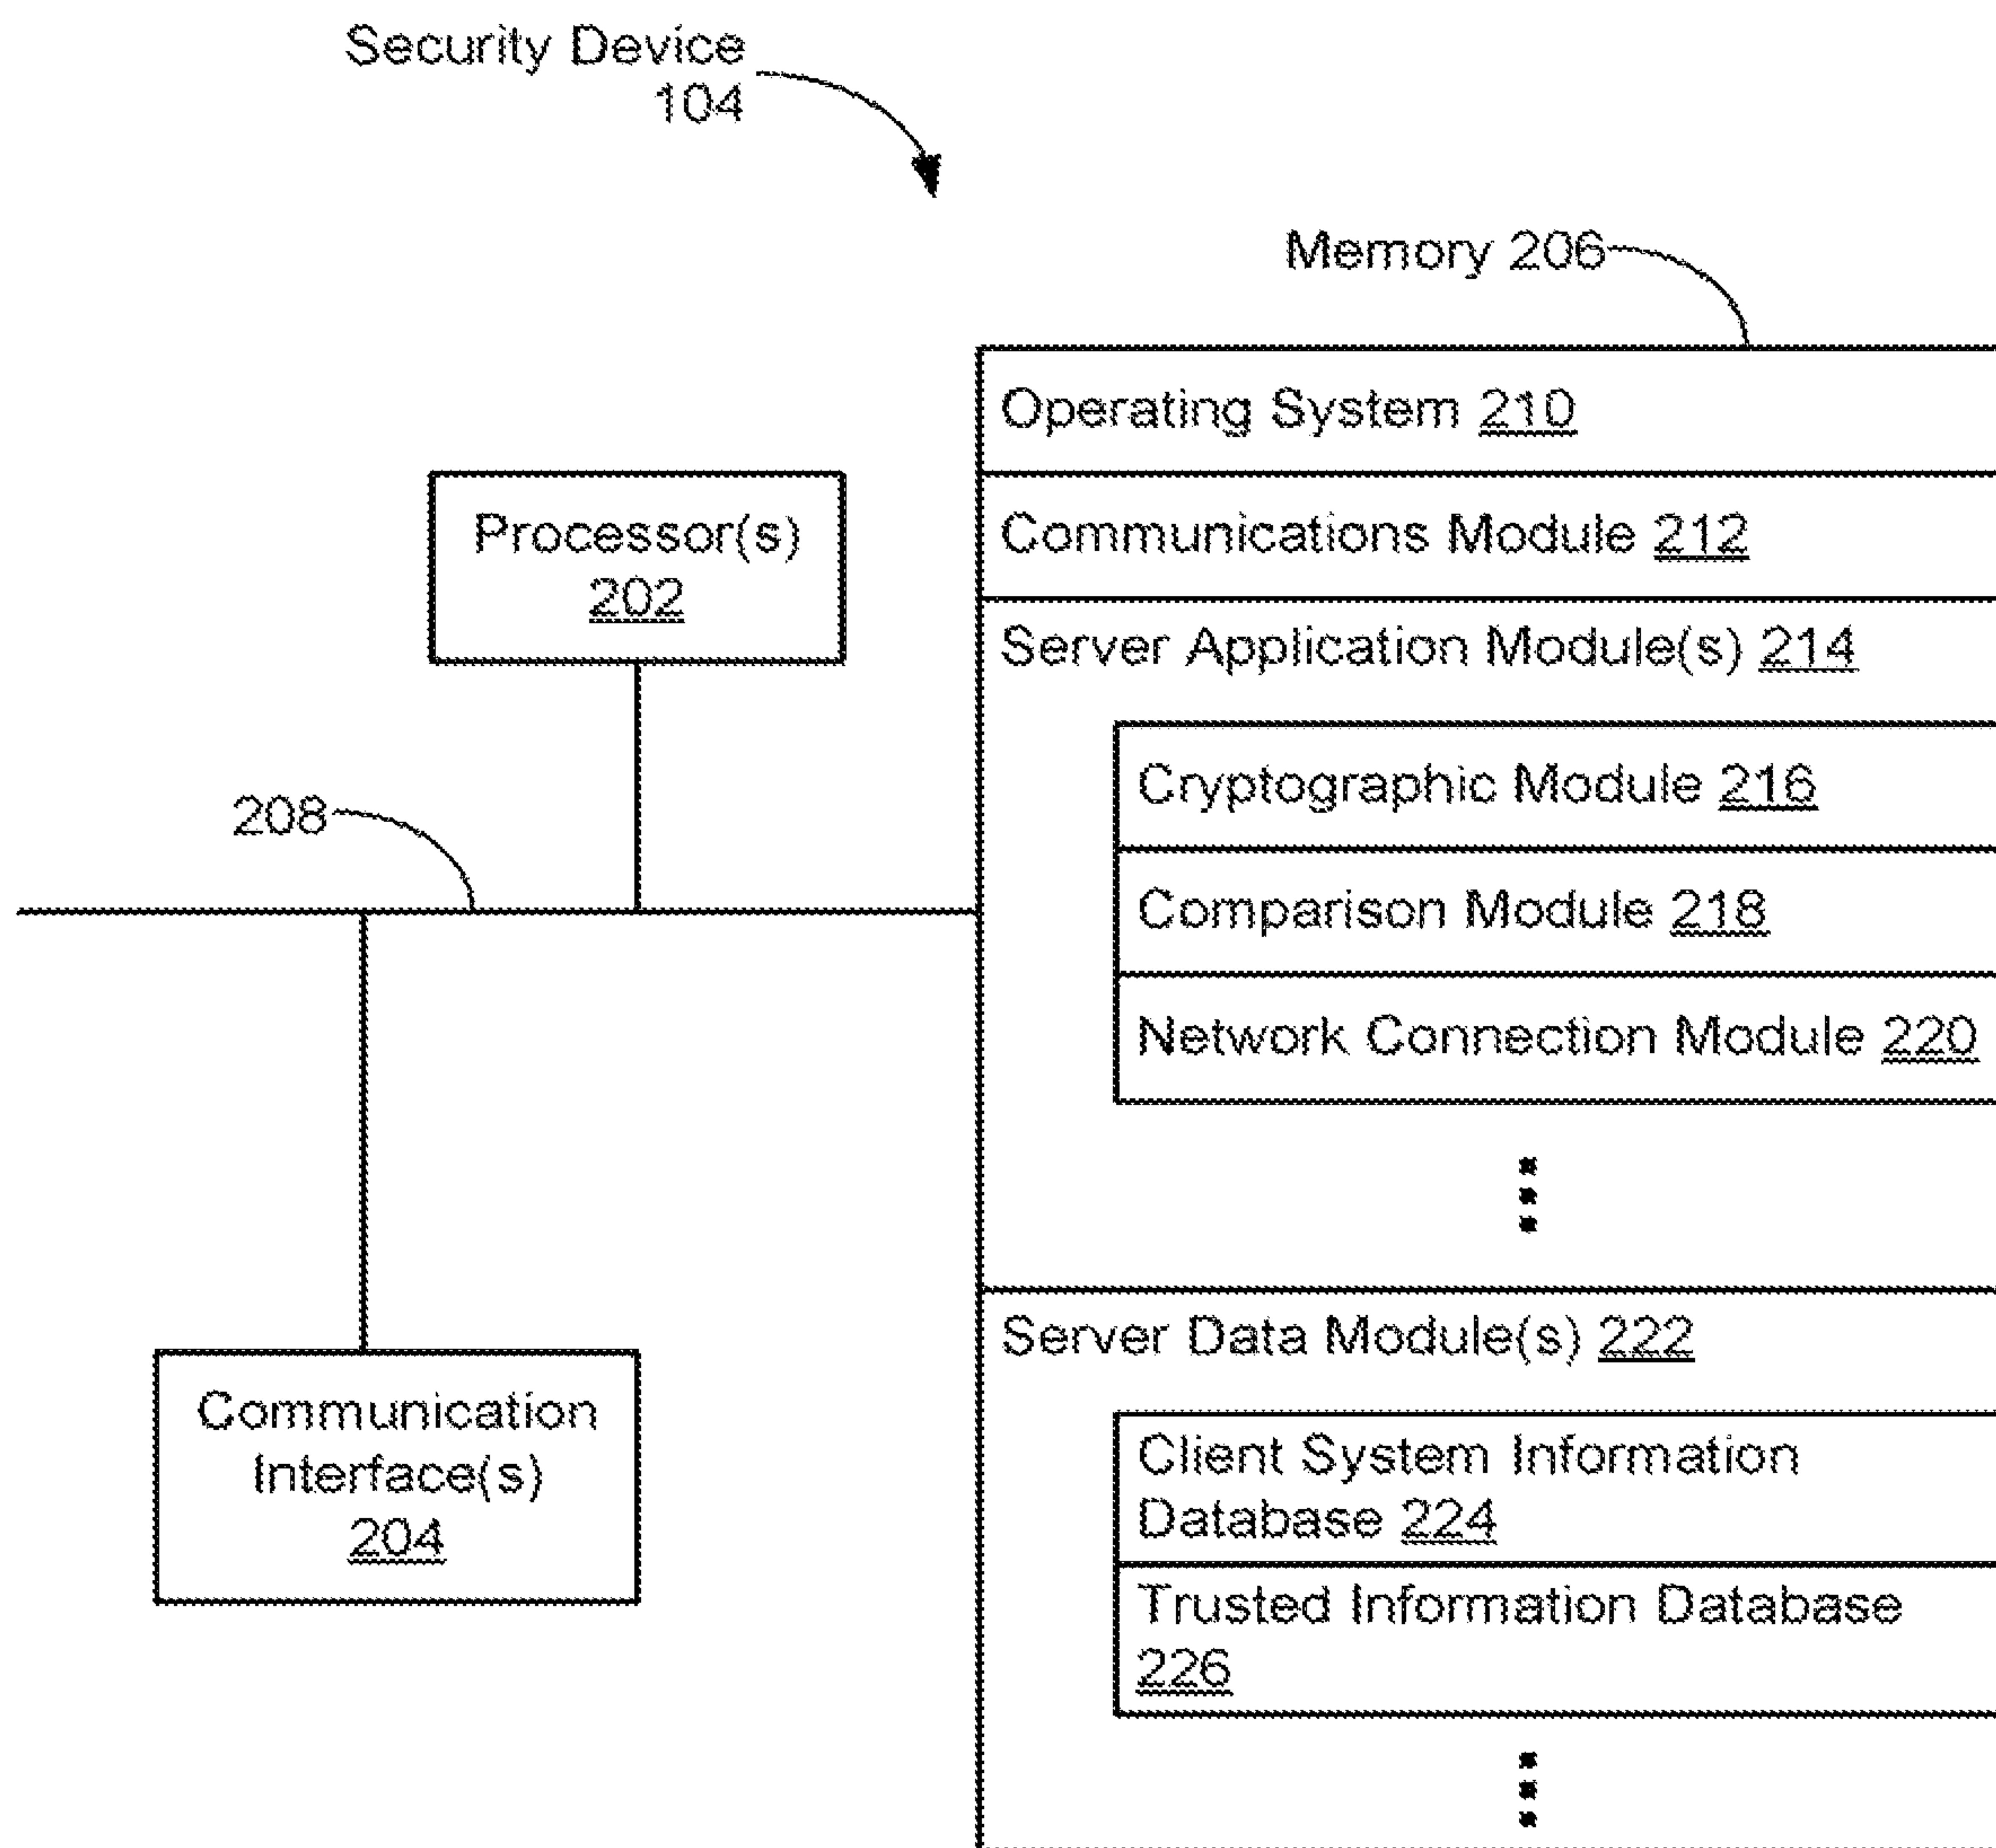 Security Device
104
Memory 206
Operating System 210
Communications Module 212
Processor(s)
202
Server Application Module(s) 214
Cryptographic Module 216
208
Comparison Module 218
Network Connection Module 220
Server Data Module(s) 222
Communication
Interface(s)
204
Client System Information
Database 224
Trusted Information Database
226